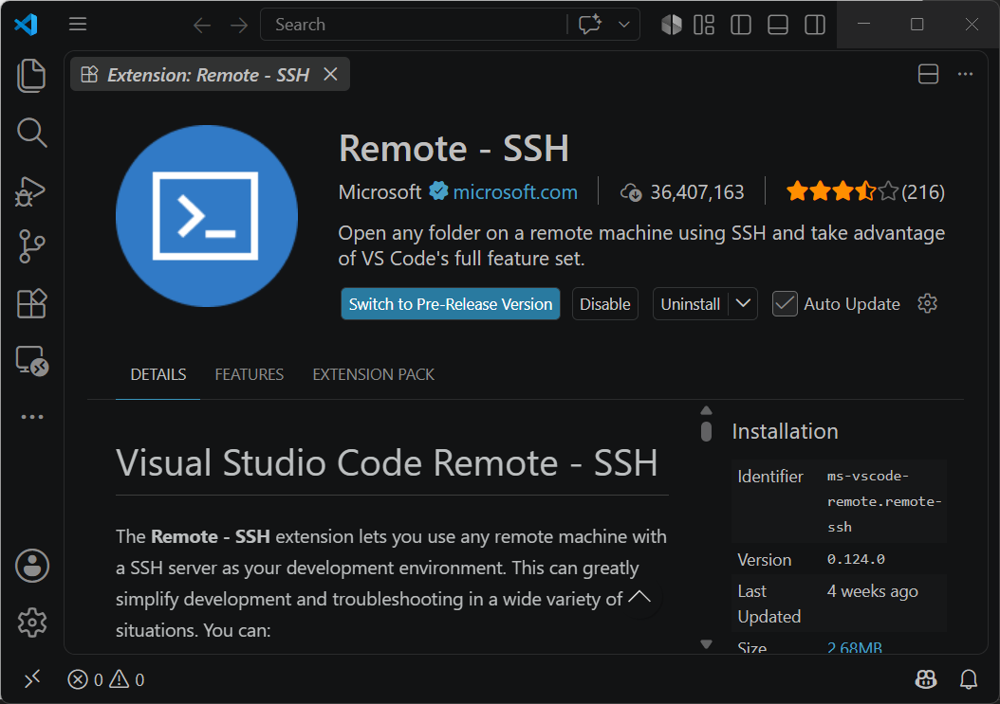 Search
Extension: Remote - SSH
Remote - SSH
Microsoft microsoft.com 36,407,163 (216)
Open any folder on a remote machine using SSH and take advantage
of VS Code's full feature set.
Switch to Pre-Release Version Disable Uninstall Auto Update
DETAILS FEATURES EXTENSION PACK
Visual Studio Code Remote - SSH
The Remote - SSH extension lets you use any remote machine with
a SSH server as your development environment. This can greatly
simplify development and troubleshooting in a wide variety of
situations. You can:
Installation
Identifier ms-vscode-
remote.remote-
ssh
Version 0.124.0
Last 4 weeks ago
Updated
Size 2.68MB
0 0